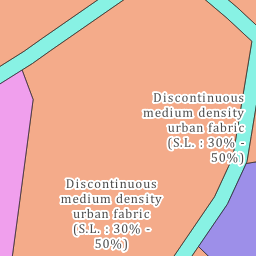 Discontinuous
medium density
urban fabric
(S.L. : 30% -
50%)
Discontinuous
medium density
urban fabric
(S.L. : 30% -
50%)